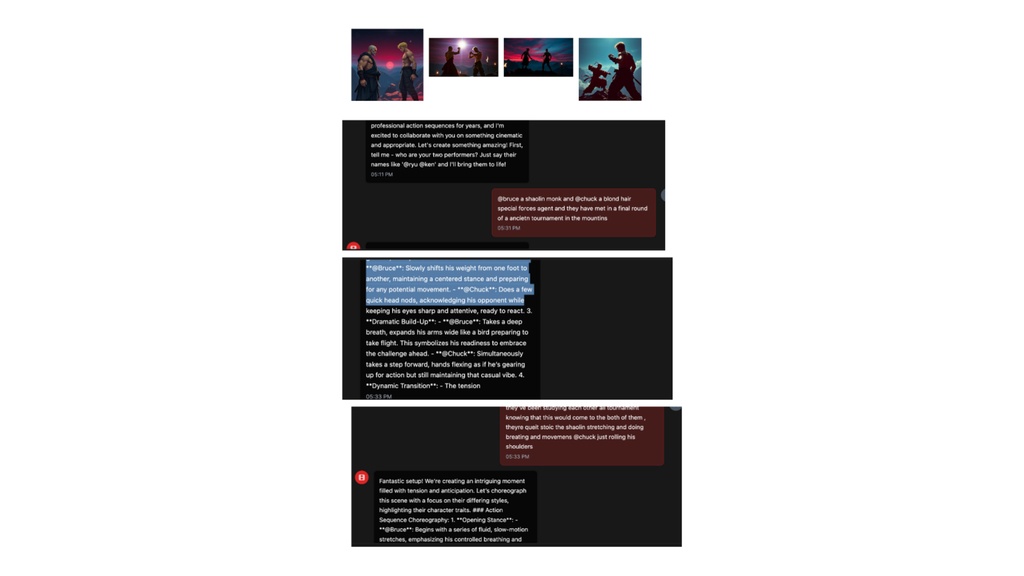 professional action sequences for years, and I'm
excited to collaborate with you on something cinematic
and appropriate. Let's create something amazing! First,
tell me - who are your two performers? Just say their
names like '@ryu @ken' and I'll bring them to life!
05:11 PM
@bruce a shaolin monk and @chuck a blond hair
special forces agent and they have met in a final round
of a ancietn tournament in the mountins
05:31 PM
**@Bruce**: Slowly shifts his weight from one foot to
another, maintaining a centered stance and preparing
for any potential movement. - **@Chuck**: Does a few
quick head nods, acknowledging his opponent while
keeping his eyes sharp and attentive, ready to react. 3.
**Dramatic Build-Up**: - **@Bruce**: Takes a deep
breath, expands his arms wide like a bird preparing to
take flight. This symbolizes his readiness to embrace
the challenge ahead. - **@Chuck**: Simultaneously
takes a step forward, hands flexing as if he's gearing
up for action but still maintaining that casual vibe. 4.
**Dynamic Transition**: - The tension
05:33 PM
they ve been studying each other all tournament
knowing that this would come to the both of them ,
theyre queit stoic the shaolin stretching and doing
breating and movemens @chuck just rolling his
shoulders
05:33 PM
Fantastic setup! We're creating an intriguing moment
filled with tension and anticipation. Let's choreograph
this scene with a focus on their differing styles,
highlighting their character traits. ### Action
Sequence Choreography: 1. **Opening Stance**: -
**@Bruce**: Begins with a series of fluid, slow-motion
stretches, emphasizing his controlled breathing and